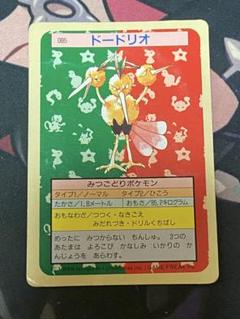 085
ドードリオ
みつごどりポケモン
タイプ1/ノーマル タイプ2/ひこう
たかさ/1.8メートル おもさ/85.2キログラム
おもなわざ/つつく・なきごえ
みだれづき・ドリルくちばし
めったに みつからない ちんしゅ。 3つの
あたまは よろこび かなしみ いかりの かん
じょうを あらわす。